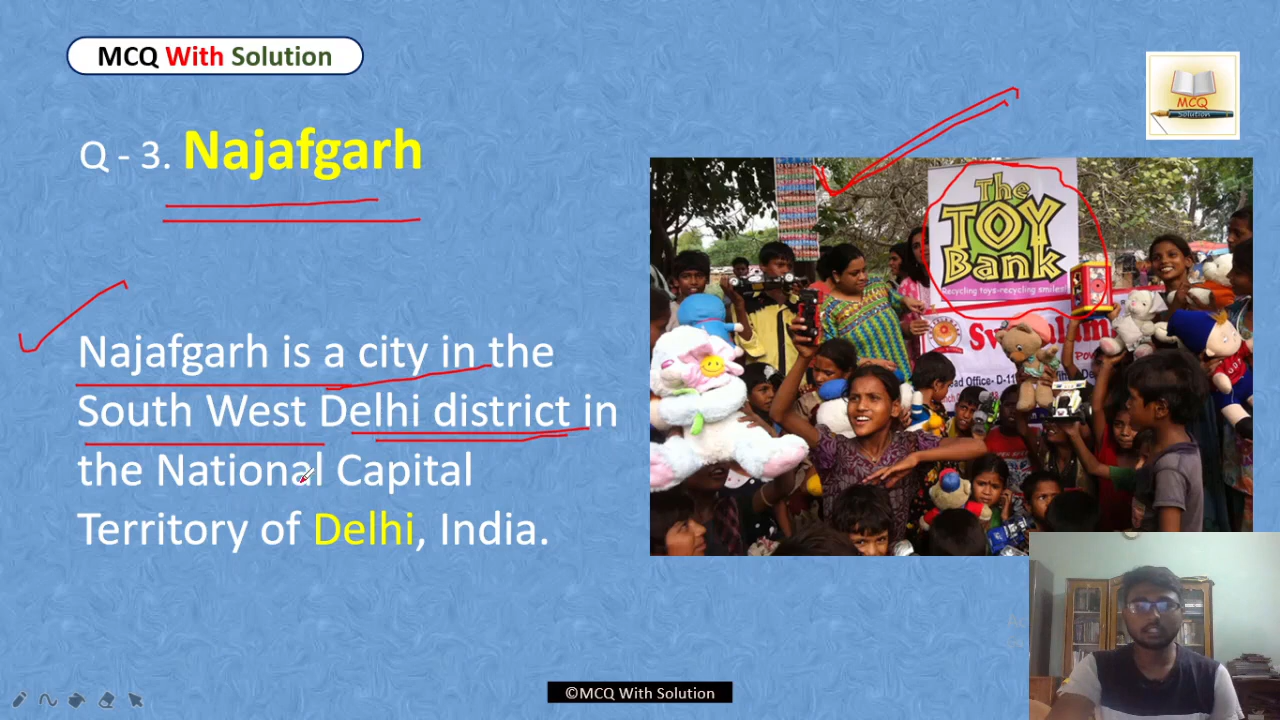 MCQ With Solution
MCQ
Solution
Q - 3. Najafgarh
The
TOY
Bank
Recycling toys-recycling smiles
Najafgarh is a city in the
South West Delhi district in
the National Capital
Territory of Delhi, India.
©MCQ With Solution